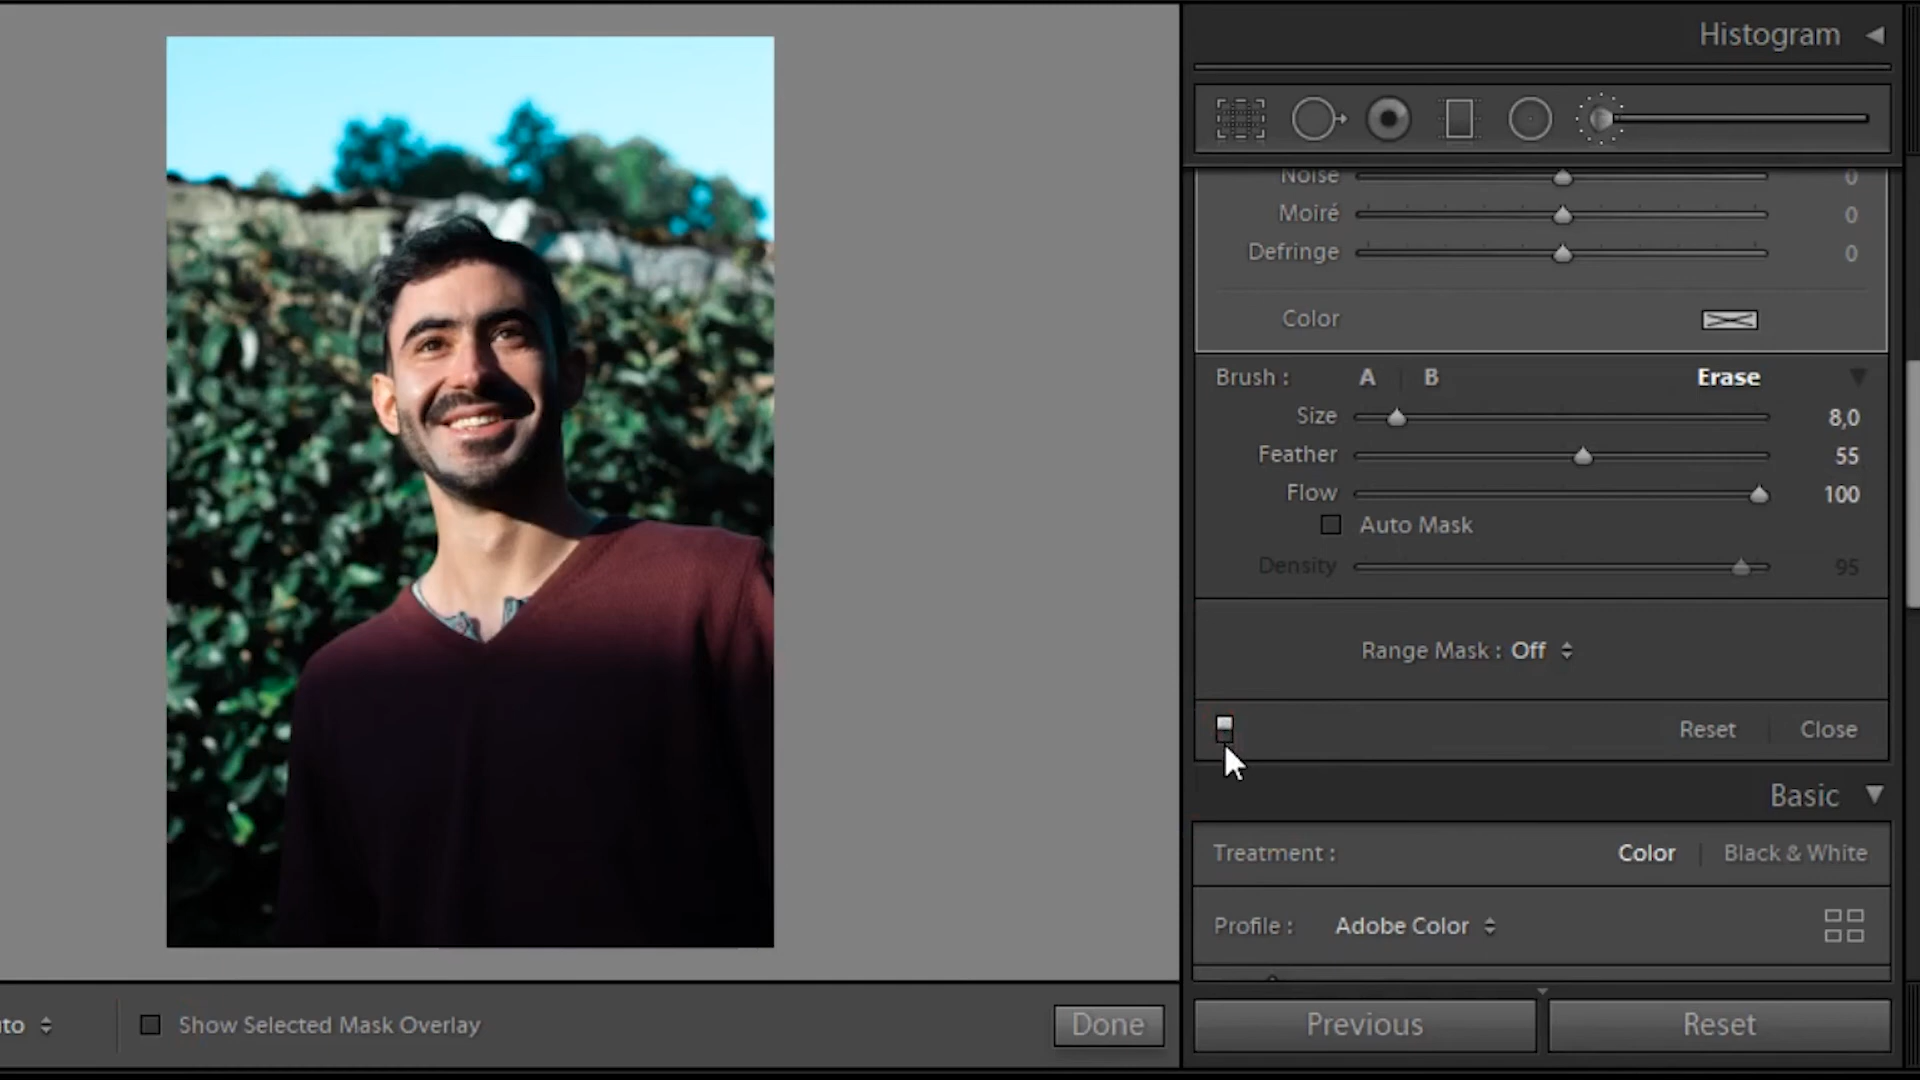 Histogram
Noise 0
Moiré 0
Defringe 0
Color
Brush : A B Erase
Size 8,0
Feather 55
Flow 100
Auto Mask
Density 95
Range Mask : Off
Reset Close
Basic
Treatment : Color Black & White
Profile : Adobe Color
to Show Selected Mask Overlay Done Previous Reset